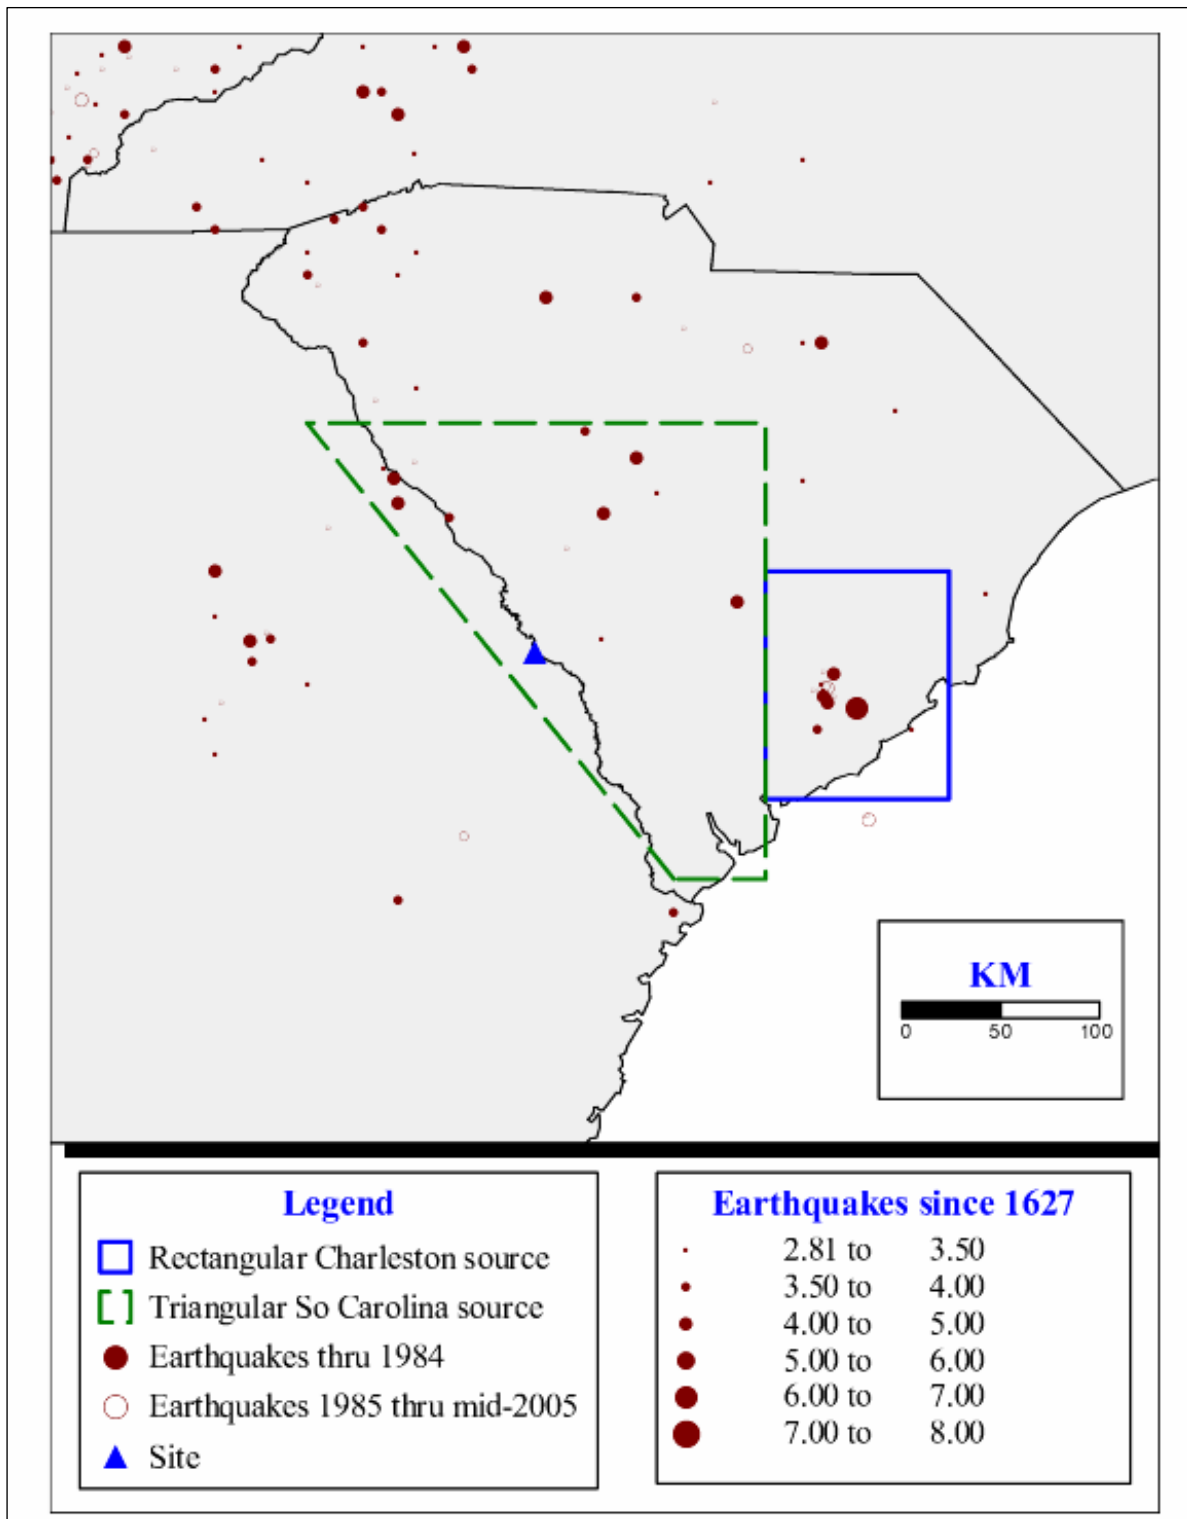 KM
0 50 100
Legend
Rectangular Charleston source
Triangular So Carolina source
Earthquakes thru 1984
Earthquakes 1985 thru mid-2005
Site
Earthquakes since 1627
2.81 to 3.50
3.50 to 4.00
4.00 to 5.00
5.00 to 6.00
6.00 to 7.00
7.00 to 8.00